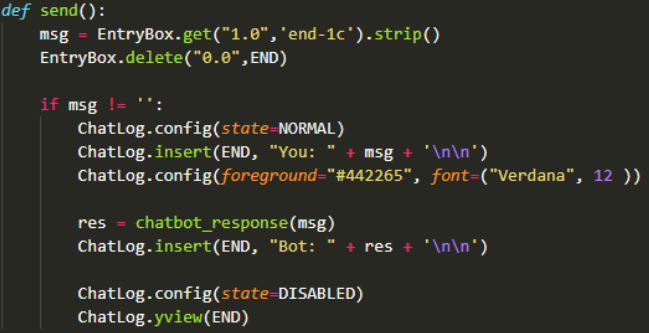 def send():
    msg = EntryBox.get("1.0",'end-1c').strip()
    EntryBox.delete("0.0",END)

    if msg != '':
        ChatLog.config(state=NORMAL)
        ChatLog.insert(END, "You: " + msg + '\n\n')
        ChatLog.config(foreground="#442265", font=("Verdana", 12 ))

        res = chatbot_response(msg)
        ChatLog.insert(END, "Bot: " + res + '\n\n')

        ChatLog.config(state=DISABLED)
        ChatLog.yview(END)